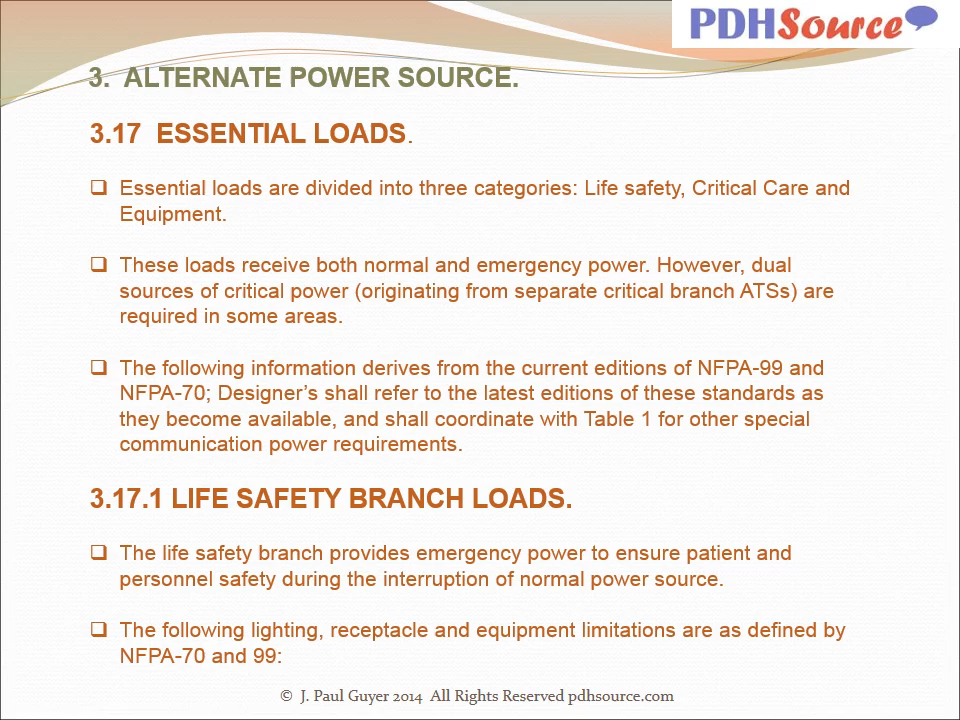 PDHSource
3. ALTERNATE POWER SOURCE.
3.17 ESSENTIAL LOADS.
❑ Essential loads are divided into three categories: Life safety, Critical Care and
Equipment.
❑ These loads receive both normal and emergency power. However, dual
sources of critical power (originating from separate critical branch ATSs) are
required in some areas.
❑ The following information derives from the current editions of NFPA-99 and
NFPA-70; Designer’s shall refer to the latest editions of these standards as
they become available, and shall coordinate with Table 1 for other special
communication power requirements.
3.17.1 LIFE SAFETY BRANCH LOADS.
❑ The life safety branch provides emergency power to ensure patient and
personnel safety during the interruption of normal power source.
❑ The following lighting, receptacle and equipment limitations are as defined by
NFPA-70 and 99:
© J. Paul Guyer 2014 All Rights Reserved pdhsource.com